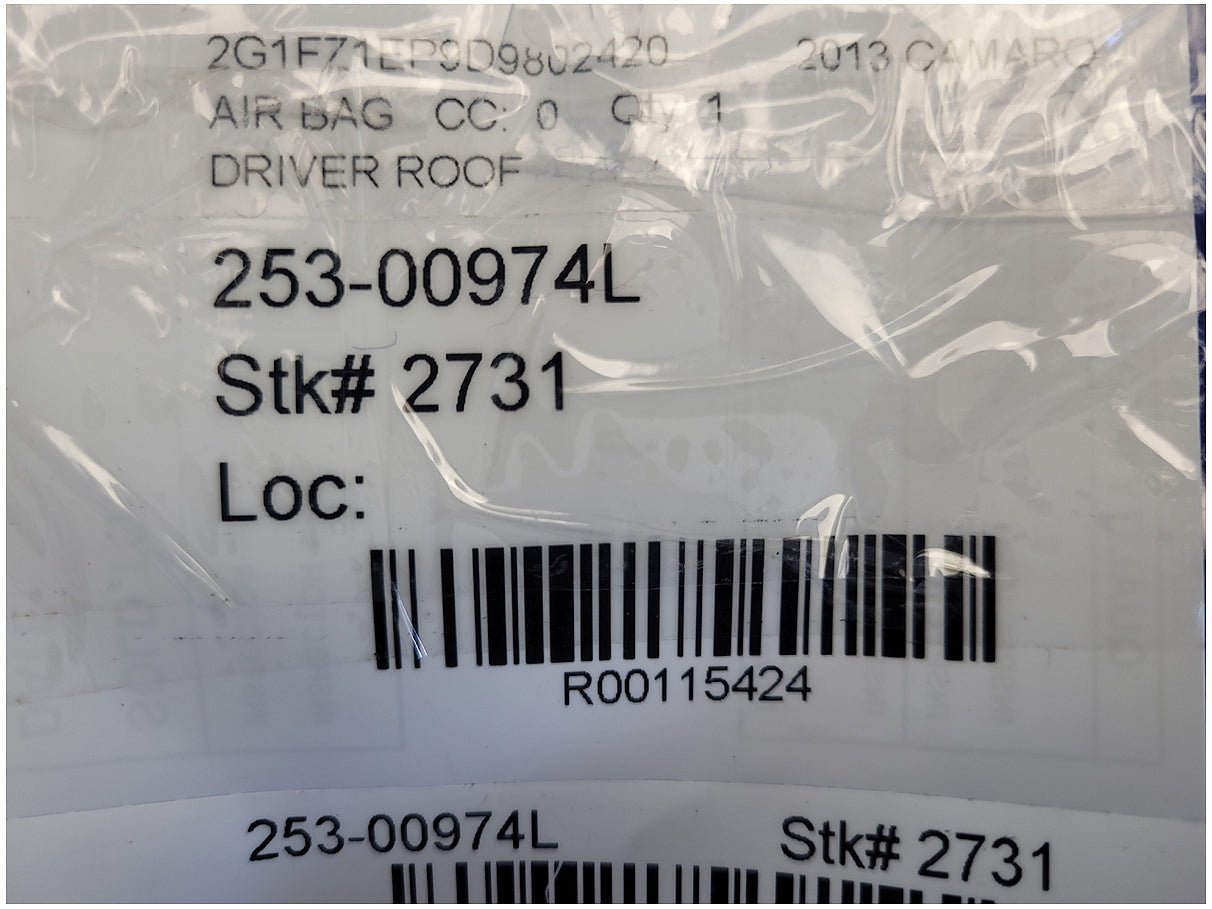 2G1FZ1EP9D9802420 2013 CAMARO
AIR BAG CC: 0 Qty 1
DRIVER ROOF
253-00974L
Stk# 2731
Loc:
R00115424
253-00974L Stk# 2731